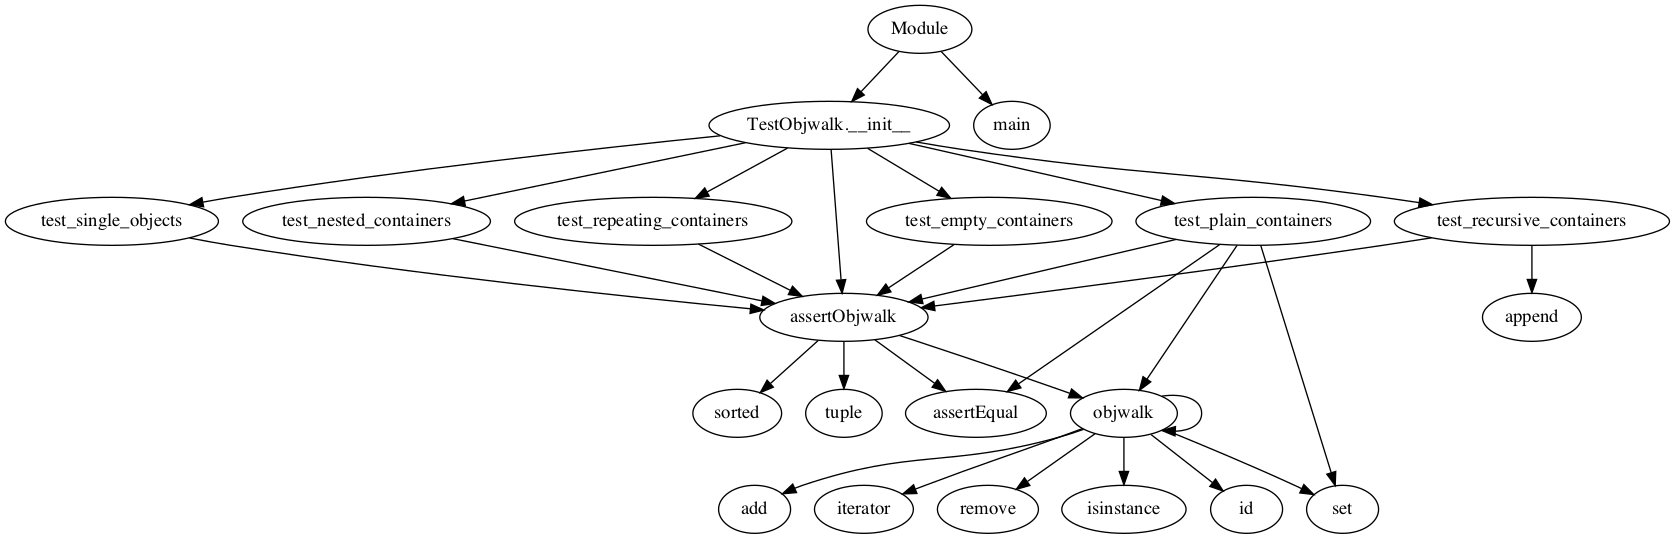 Module
TestObjwalk.__init__
main
test_single_objects
test_nested_containers
test_repeating_containers
test_empty_containers
test_plain_containers
test_recursive_containers
assertObjwalk
append
sorted
tuple
assertEqual
objwalk
add
iterator
remove
isinstance
id
set